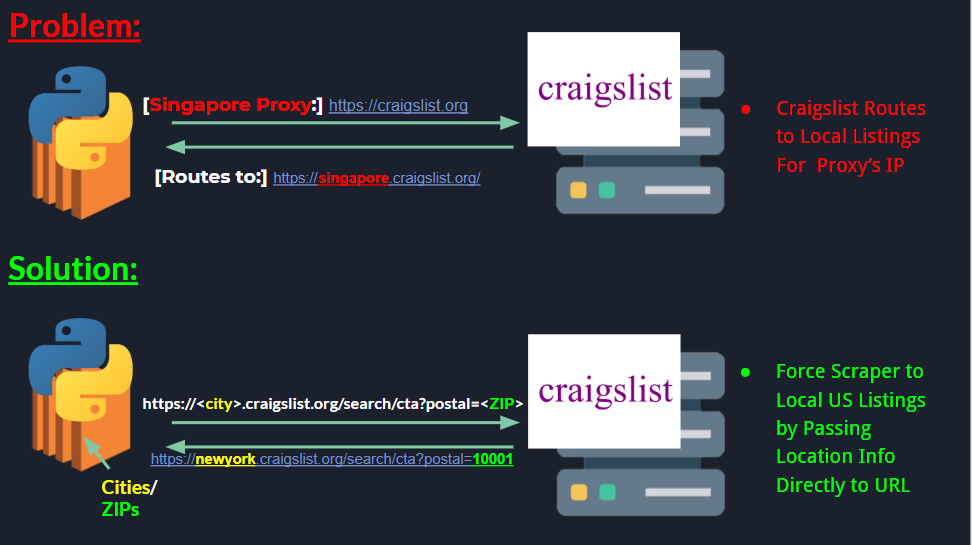 Problem:
[Singapore Proxy:] https://craigslist.org
craigslist
[Routes to:] https://singapore.craigslist.org/
• Craigslist Routes
to Local Listings
For Proxy's IP
Solution:
https://<city>.craigslist.org/search/cta?postal=<ZIP>
craigslist
https://newyork.craigslist.org/search/cta?postal=10001
Cities/
ZIPs
• Force Scraper to
Local US Listings
by Passing
Location Info
Directly to URL